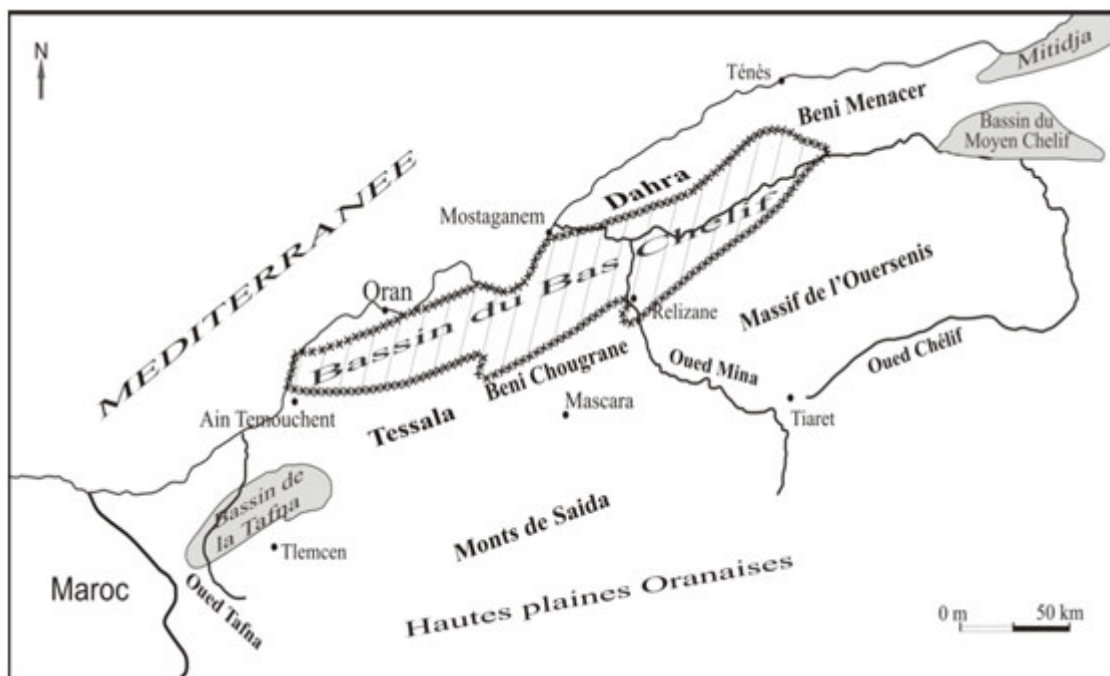 N
Mitidja
Ténès
Beni Menacer
Bassin du
Moyen Chelif
MEDITERRANEE
Dahra
Mostaganem
Bassin du Bas Chelif
Oran
Massif de l'Ouersenis
Relizane
Beni Chougrane
Oued Mina
Oued Chélif
Ain Temouchent
Tessala
Mascara
Tiaret
Bassin de
la Tafna
Monts de Saida
Tlemcen
Maroc
Oued Tafna
Hautes plaines Oranaises
0 m 50 km